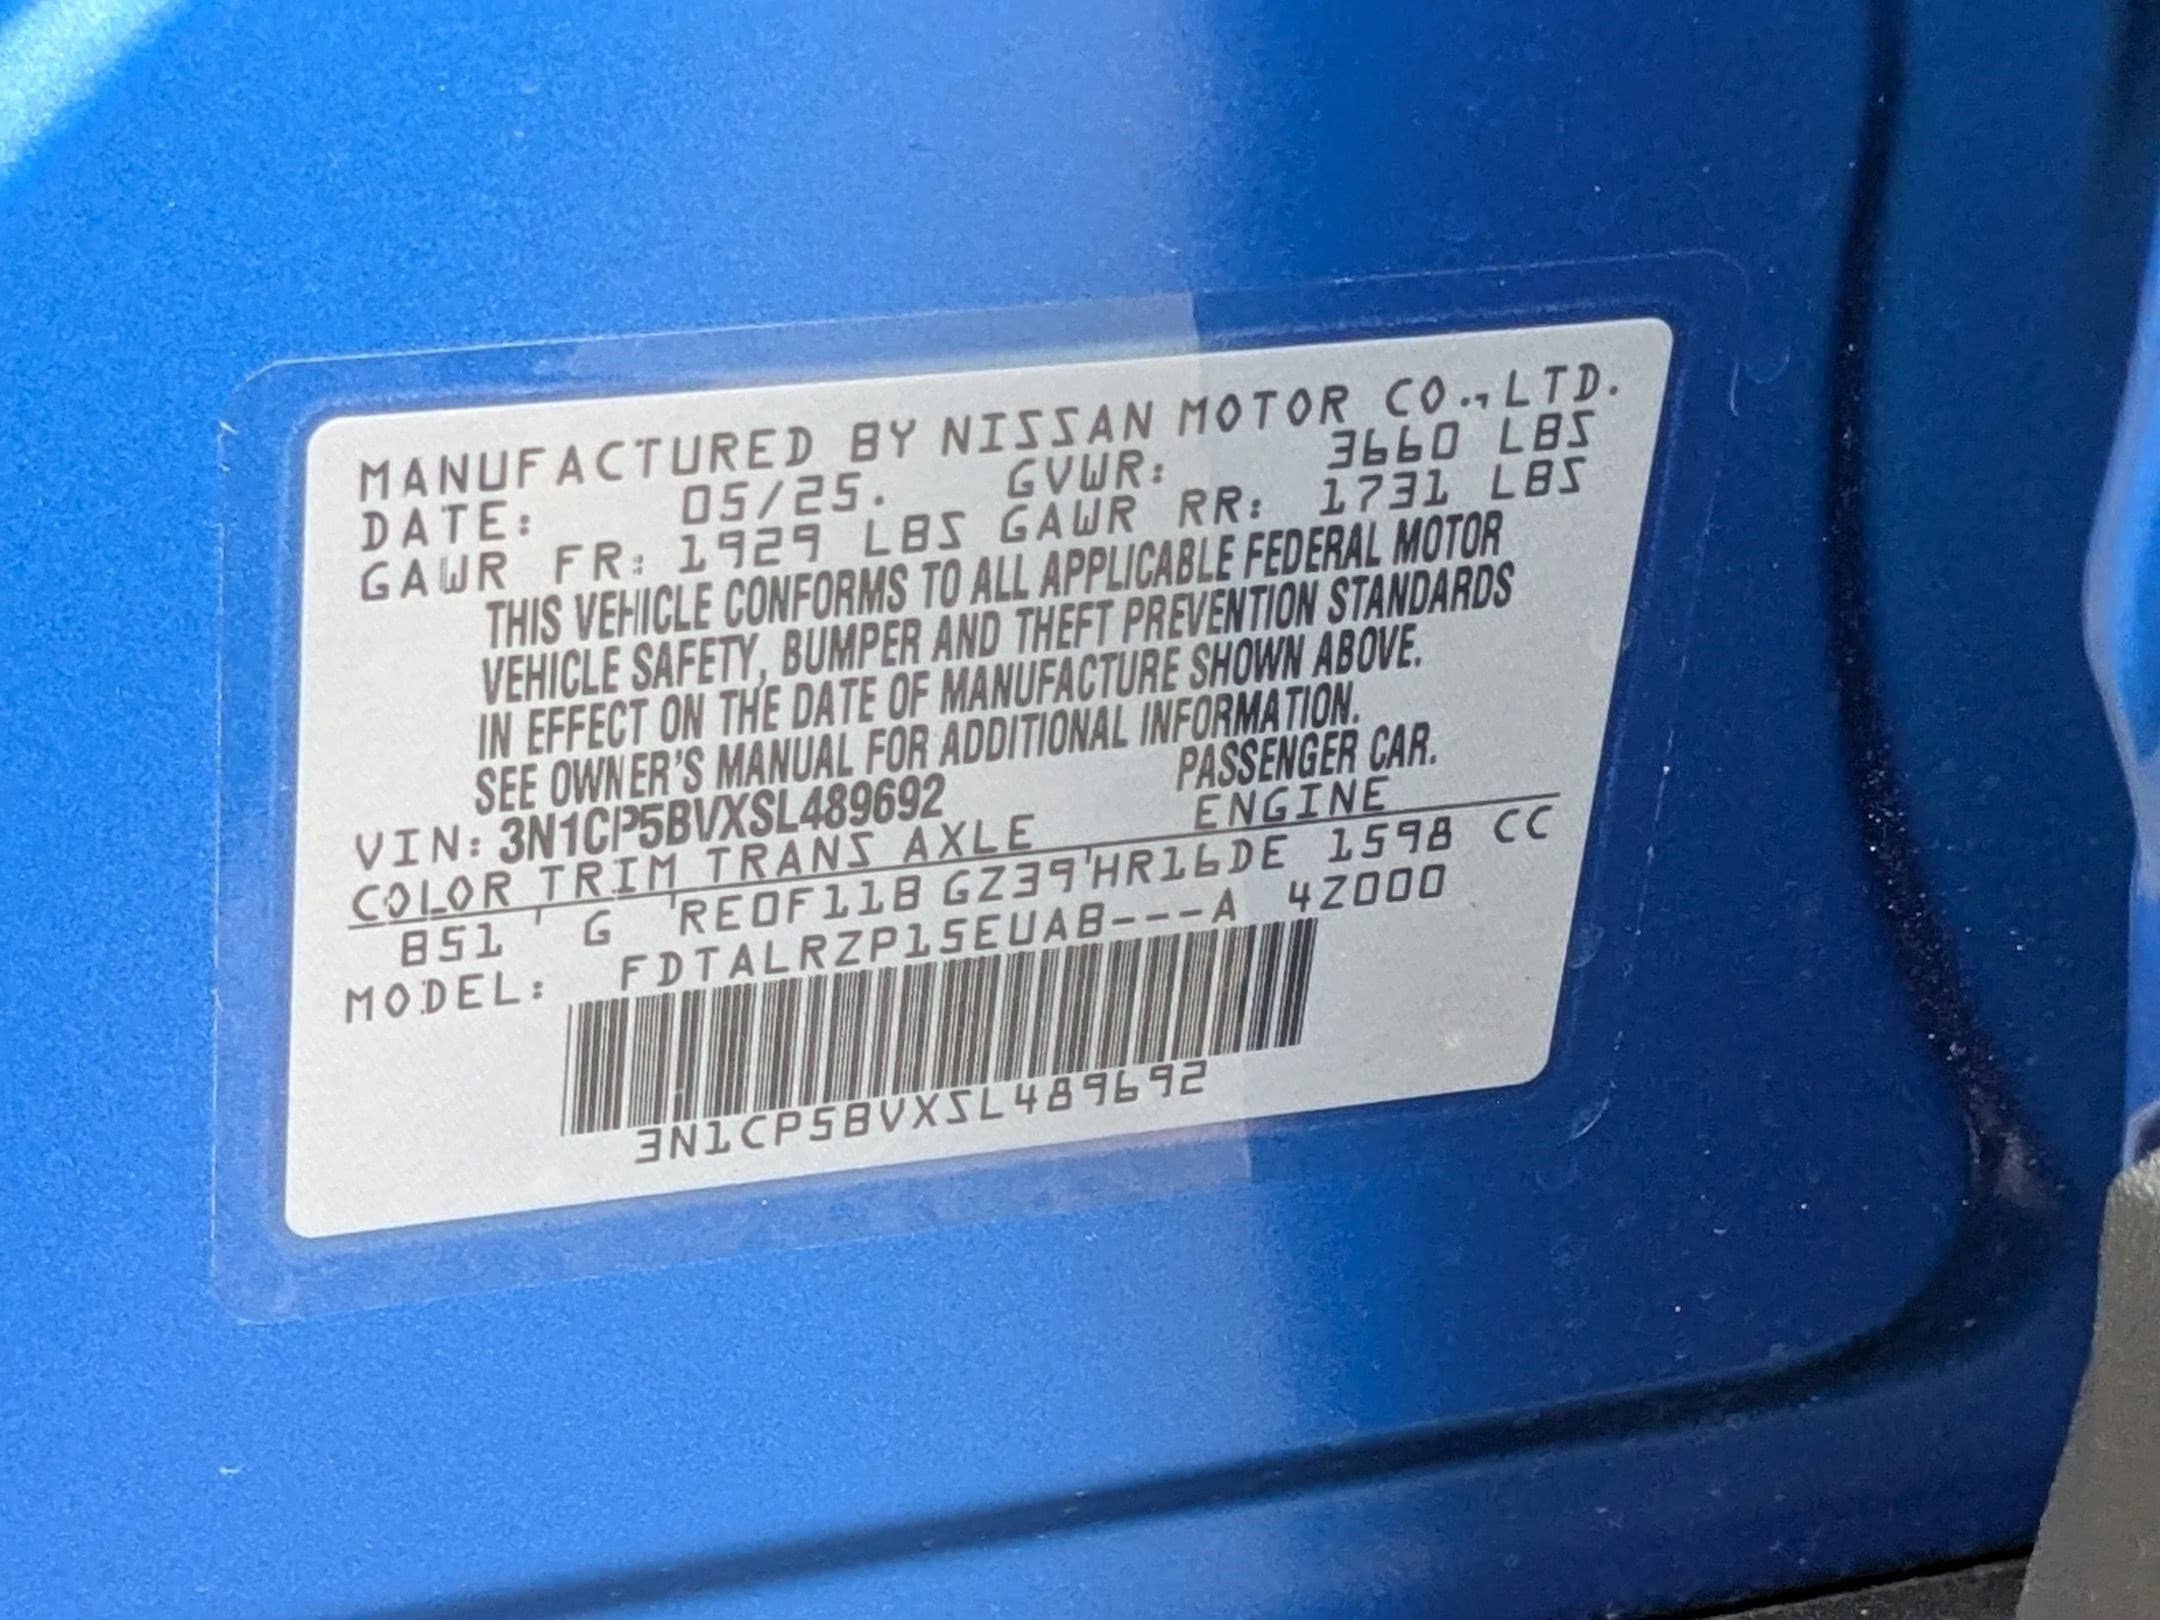 MANUFACTURED BY NISSAN MOTOR CO.,LTD.
DATE: 05/25. GVWR: 3660 LBS
GAWR FR: 1929 LBS GAWR RR: 1731 LBS
THIS VEHICLE CONFORMS TO ALL APPLICABLE FEDERAL MOTOR
VEHICLE SAFETY, BUMPER AND THEFT PREVENTION STANDARDS
IN EFFECT ON THE DATE OF MANUFACTURE SHOWN ABOVE.
SEE OWNER'S MANUAL FOR ADDITIONAL INFORMATION.
VIN: 3N1CP5BVXSL489692 PASSENGER CAR.
COLOR TRIM TRANS AXLE ENGINE
B51 G RE0F11B GZ39 HR16DE 1598 CC
MODEL: FDTALRZP15EUAB---A 4Z000
3N1CP5BVXSL489692